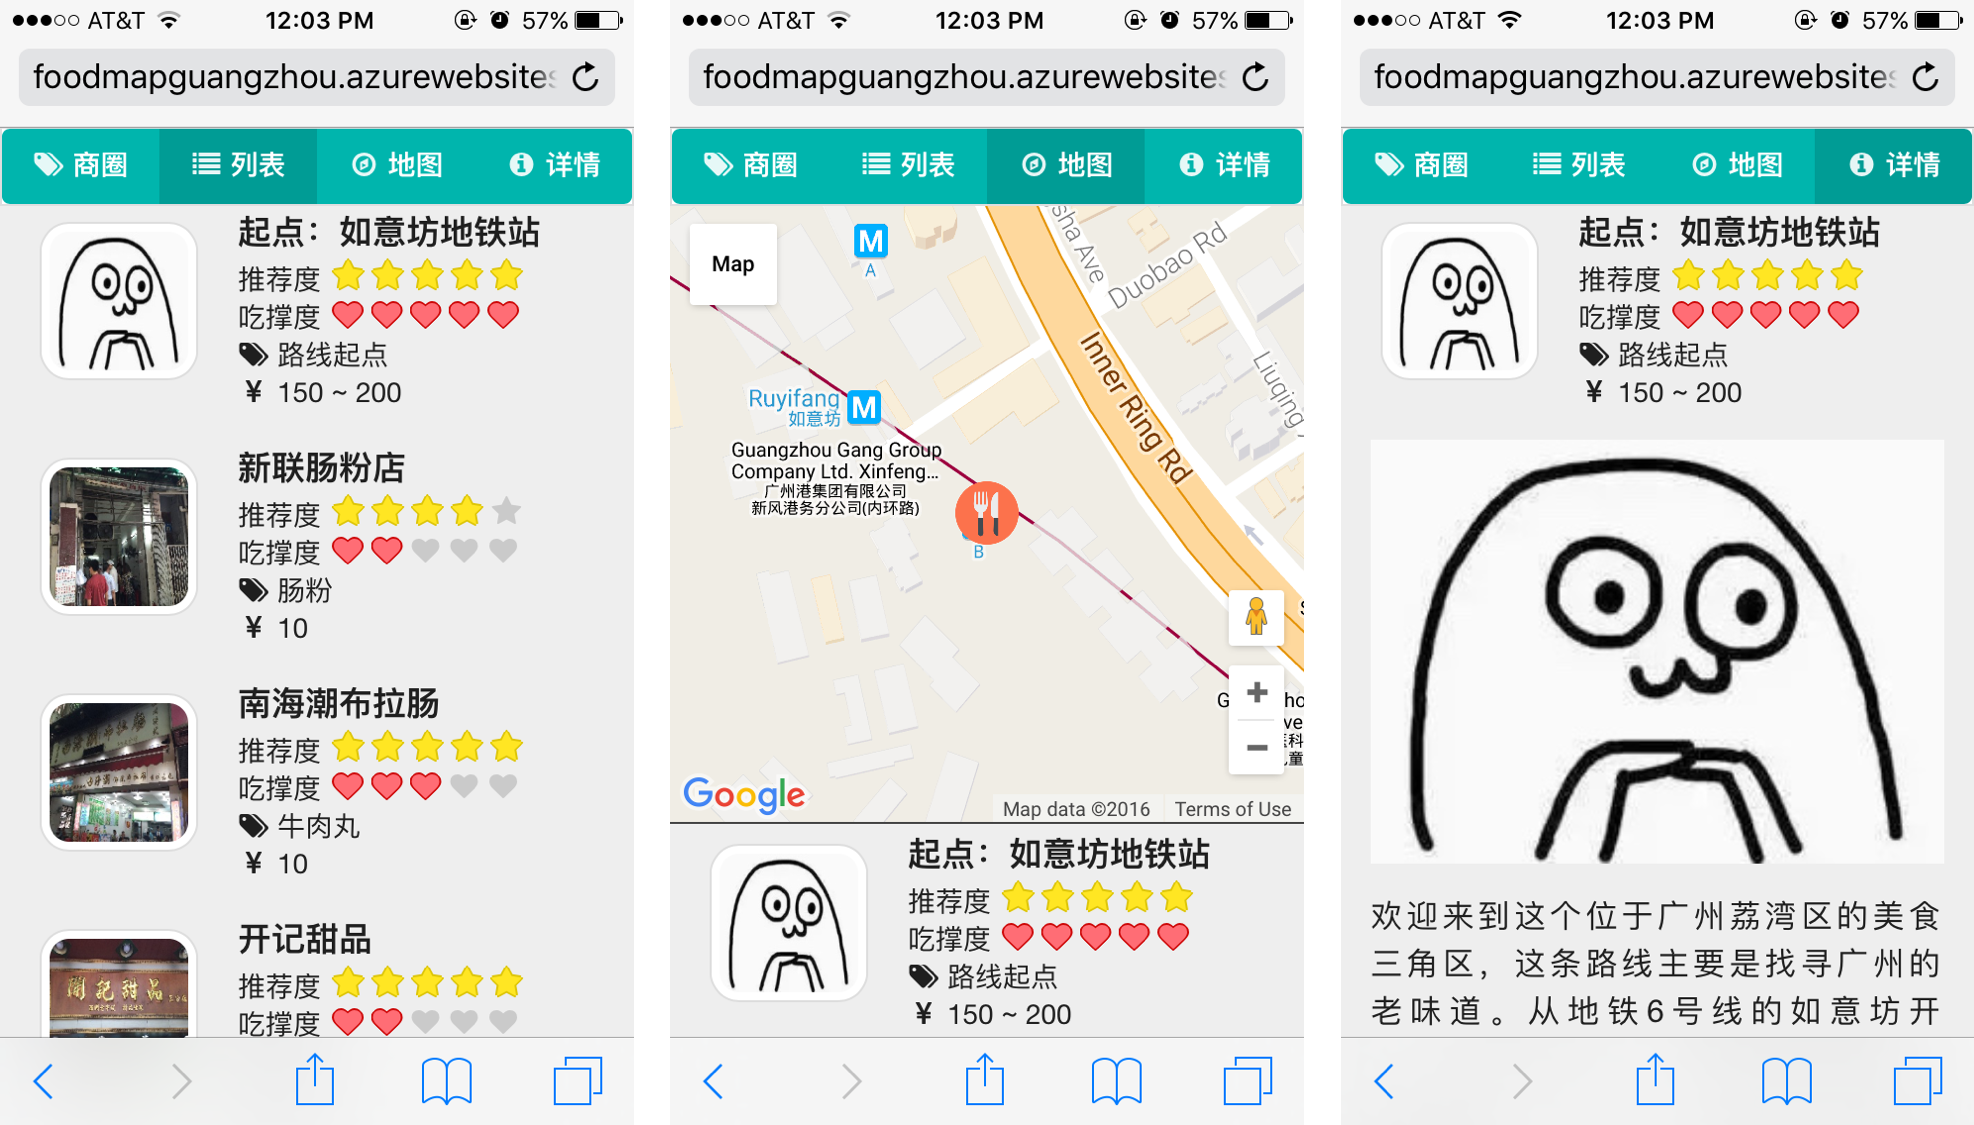 AT&T 12:03 PM 57%
foodmapguangzhou.azurewebsites
商圈 列表 地图 详情
起点：如意坊地铁站
推荐度
吃撑度
路线起点
¥ 150 ~ 200
新联肠粉店
推荐度
吃撑度
肠粉
¥ 10
南海潮布拉肠
推荐度
吃撑度
牛肉丸
¥ 10
開記甜品
开记甜品
推荐度
吃撑度
AT&T 12:03 PM 57%
foodmapguangzhou.azurewebsites
商圈 列表 地图 详情
Map
M
A
sha Ave
Duobao Rd
Inner Ring Rd
Liuqing
Ruyifang
如意坊
M
Guangzhou Gang Group
Company Ltd. Xinfeng...
广州港集团有限公司
新风港务分公司(内环路)
B
Google
Map data ©2016 Terms of Use
起点：如意坊地铁站
推荐度
吃撑度
路线起点
¥ 150 ~ 200
AT&T 12:03 PM 57%
foodmapguangzhou.azurewebsites
商圈 列表 地图 详情
起点：如意坊地铁站
推荐度
吃撑度
路线起点
¥ 150 ~ 200
欢迎来到这个位于广州荔湾区的美食
三角区，这条路线主要是找寻广州的
老味道。从地铁6号线的如意坊开